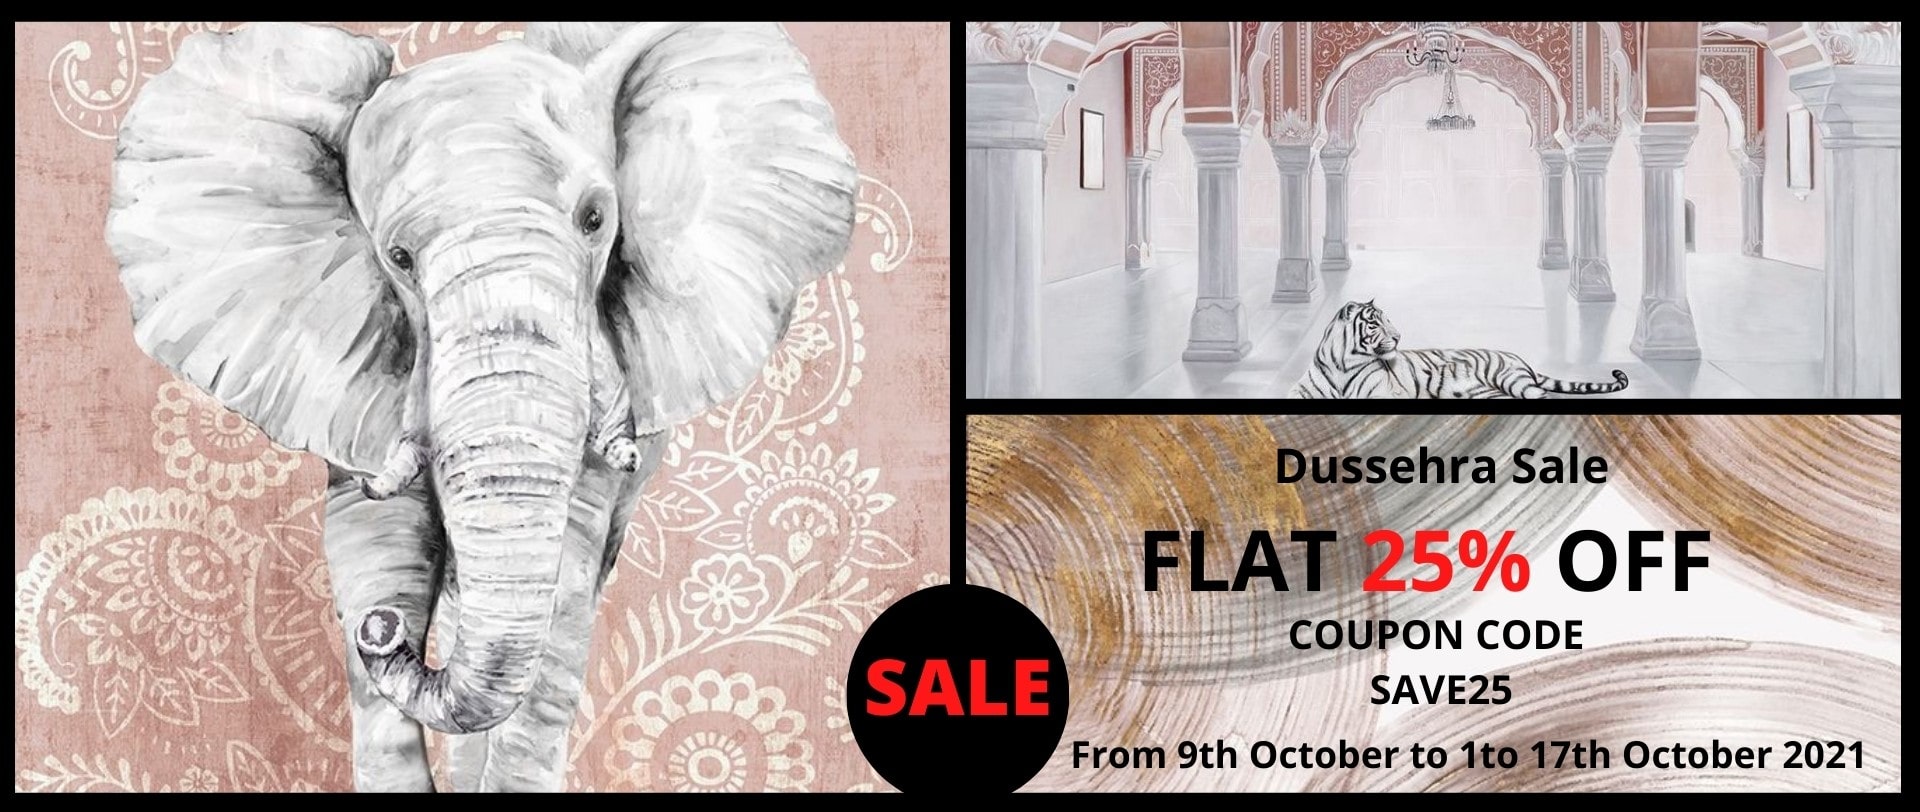 SALE
Dussehra Sale
FLAT 25% OFF
COUPON CODE
SAVE25
From 9th October to 1to 17th October 2021